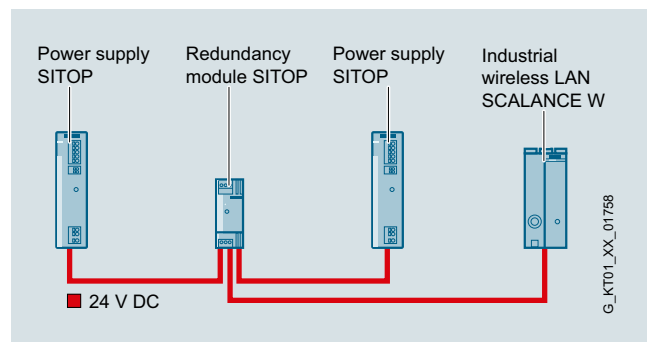 Power supply
SITOP
Redundancy
module SITOP
Power supply
SITOP
Industrial
wireless LAN
SCALANCE W
24 V DC
G_KT01_XX_01758